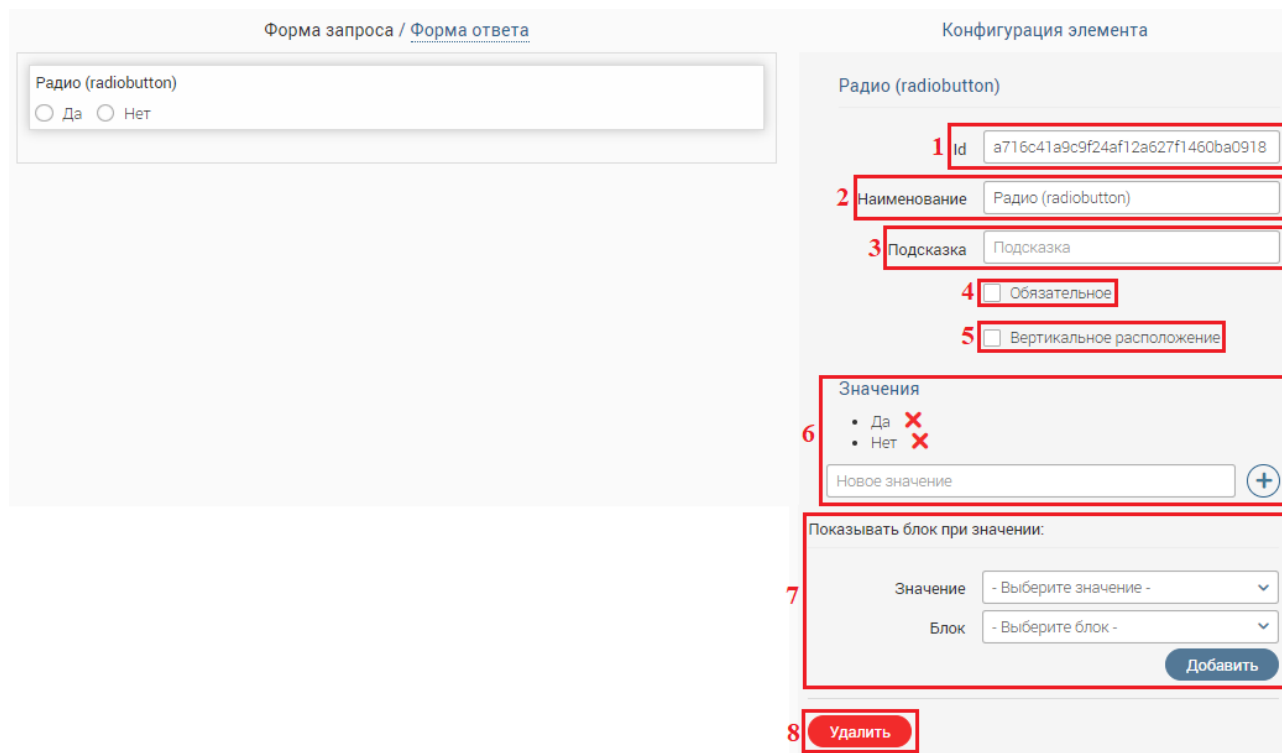 Форма запроса / Форма ответа
Радио (radiobutton)
Да Нет
Конфигурация элемента
Радио (radiobutton)
1 Id a716c41a9c9f24af12a627f1460ba0918
2 Наименование Радио (radiobutton)
3 Подсказка Подсказка
4 Обязательное
5 Вертикальное расположение
6 Значения
• Да
• Нет
Новое значение
7 Показывать блок при значении:
Значение - Выберите значение -
Блок - Выберите блок -
Добавить
8 Удалить